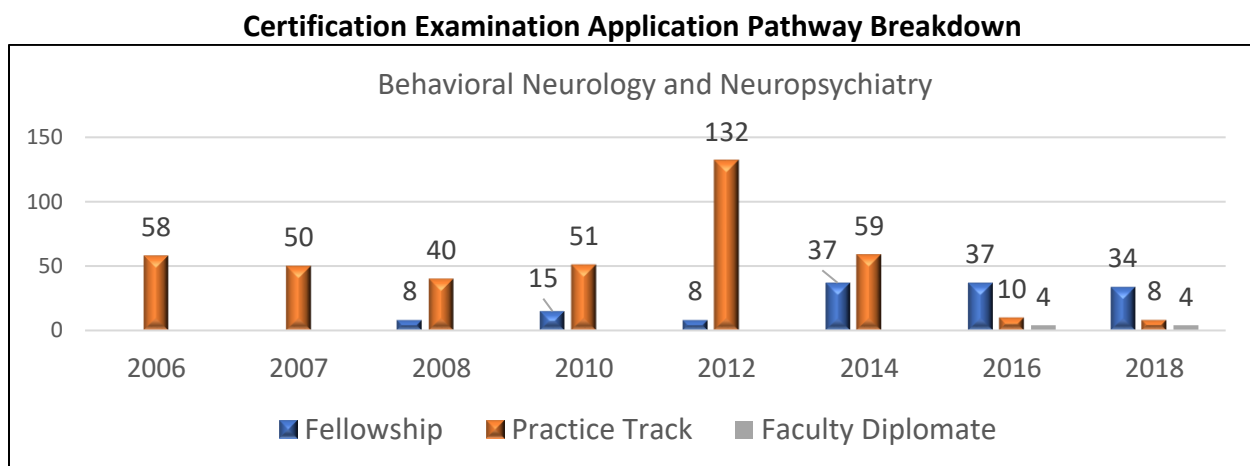 Certification Examination Application Pathway Breakdown
Behavioral Neurology and Neuropsychiatry
150
100
50
0
58
50
8 40
15 51
8 132
37 59
37 10 4
34 8 4
2006 2007 2008 2010 2012 2014 2016 2018
Fellowship Practice Track Faculty Diplomate